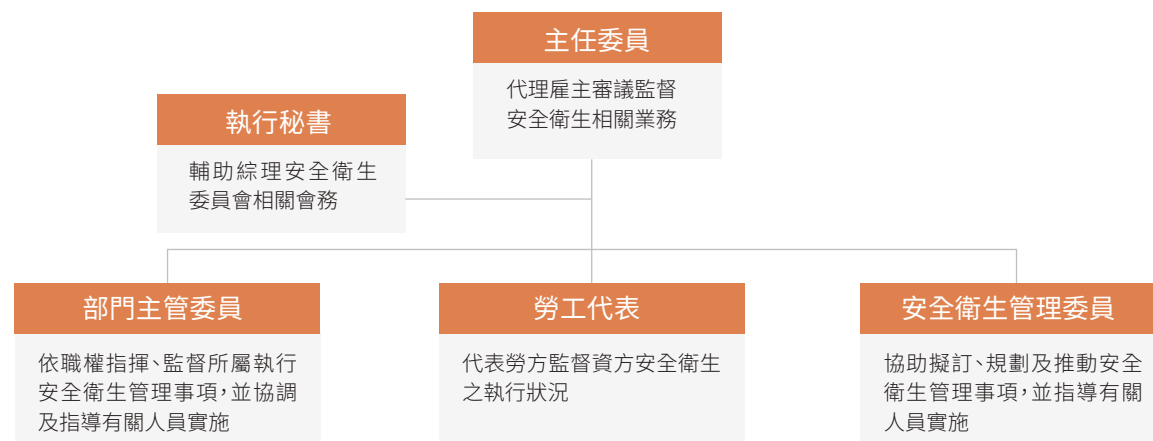 主任委員
代理雇主審議監督
安全衛生相關業務
執行秘書
輔助綜理安全衛生
委員會相關會務
部門主管委員
依職權指揮、監督所屬執行
安全衛生管理事項,並協調
及指導有關人員實施
勞工代表
代表勞方監督資方安全衛生
之執行狀況
安全衛生管理委員
協助擬訂、規劃及推動安全
衛生管理事項,並指導有關
人員實施